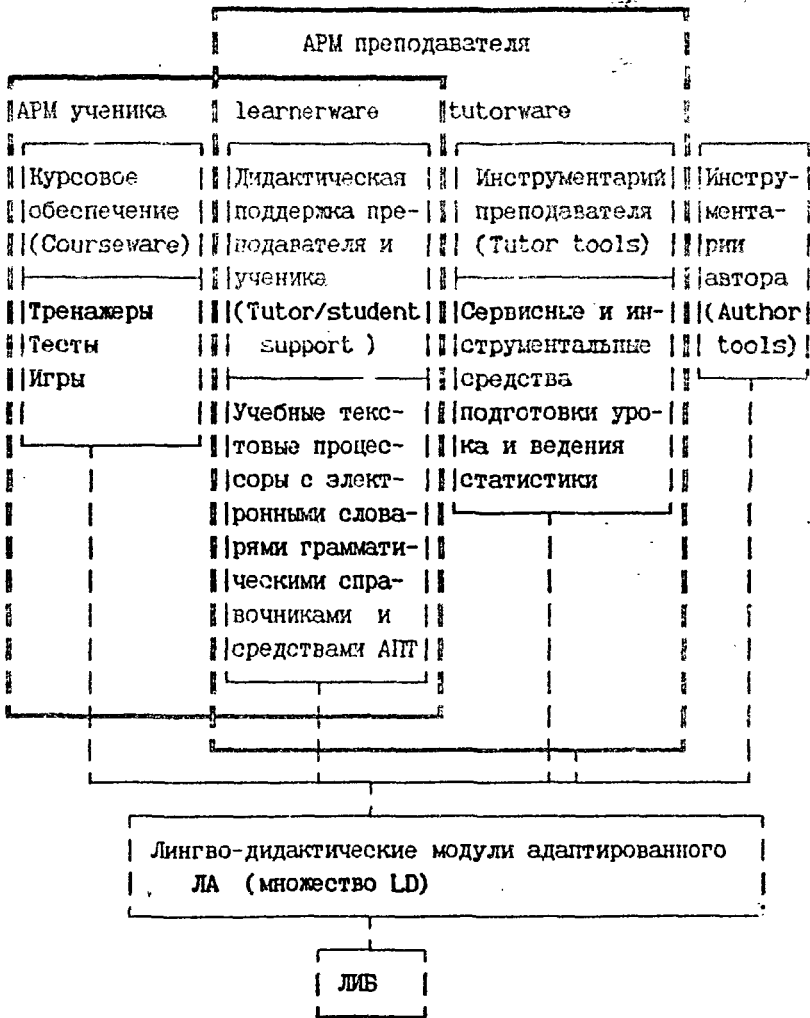 АРМ преподавателя
АРМ ученика learnerware tutorware
Курсовое
обеспечение
(Courseware)
Тренажеры
Тесты
Игры
Дидактическая
поддержка пре-
подавателя и
ученика
(Tutor/student
support )
Учебные текс-
товые процес-
соры с элект-
ронными слова-
рями граммати-
ческими спра-
вочниками и
средствами АПТ
Инструментарий
преподавателя
(Tutor tools)
Сервисные и ин-
струментальные
средства
подготовки уро-
ка и ведения
статистики
Инстру-
мента-
рии
автора
(Author
tools)
Лингво-дидактические модули адаптированного
ЛА (множество LD)
ЛИБ